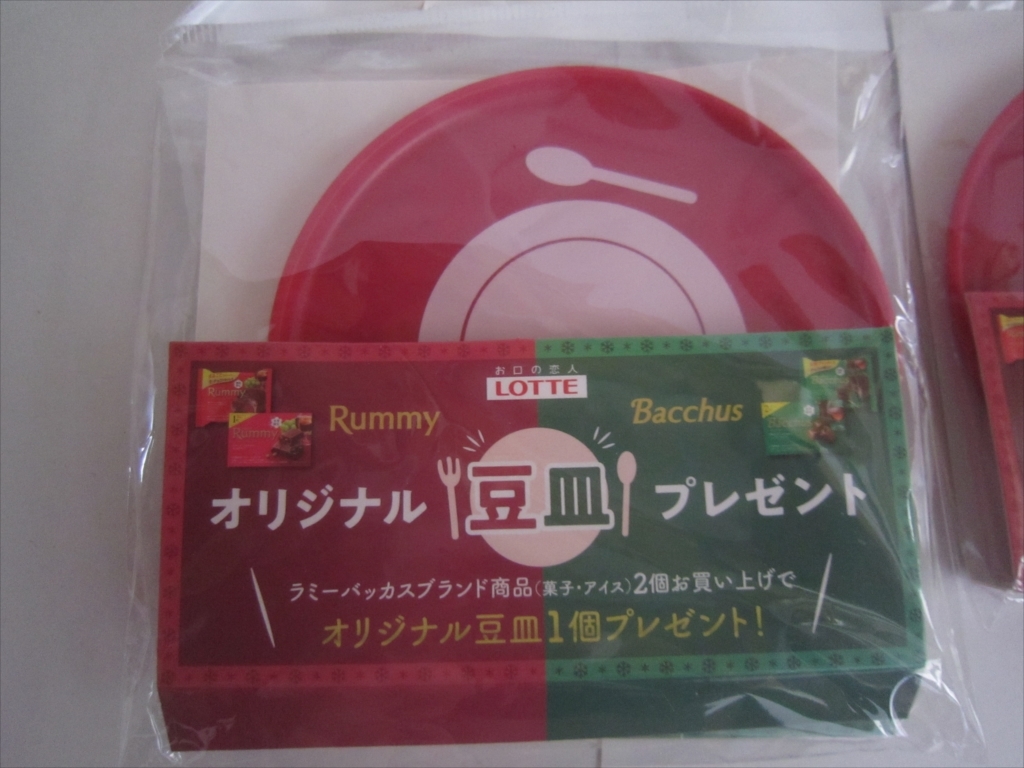 お口の恋人
LOTTE
Rummy
Rummy
Rummy
Bacchus
オリジナル 豆皿 プレゼント
ラミーバッカスブランド商品(菓子・アイス)2個お買い上げで
オリジナル豆皿1個プレゼント!